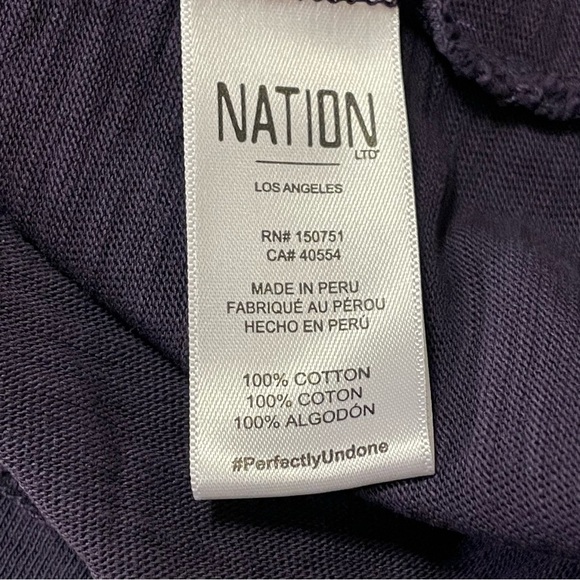 NATION
LTD
LOS ANGELES
RN# 150751
CA# 40554
MADE IN PERU
FABRIQUÉ AU PÉROU
HECHO EN PERÚ
100% COTTON
100% COTON
100% ALGODÓN
#PerfectlyUndone